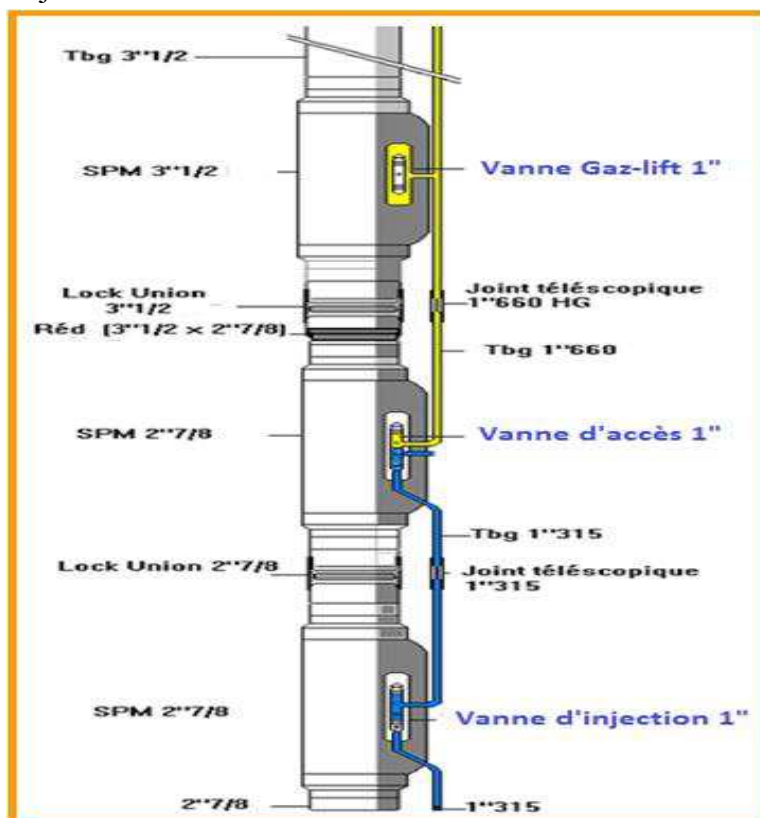 Tbg 3"1/2
SPM 3"1/2
Vanne Gaz-lift 1"
Lock Union
3"1/2
Joint téléscopique
1"660 HG
Réd (3"1/2 x 2"7/8)
Tbg 1"660
SPM 2"7/8
Vanne d'accès 1"
Tbg 1"315
Lock Union 2"7/8
Joint téléscopique
1"315
SPM 2"7/8
Vanne d'injection 1"
2"7/8
1"315